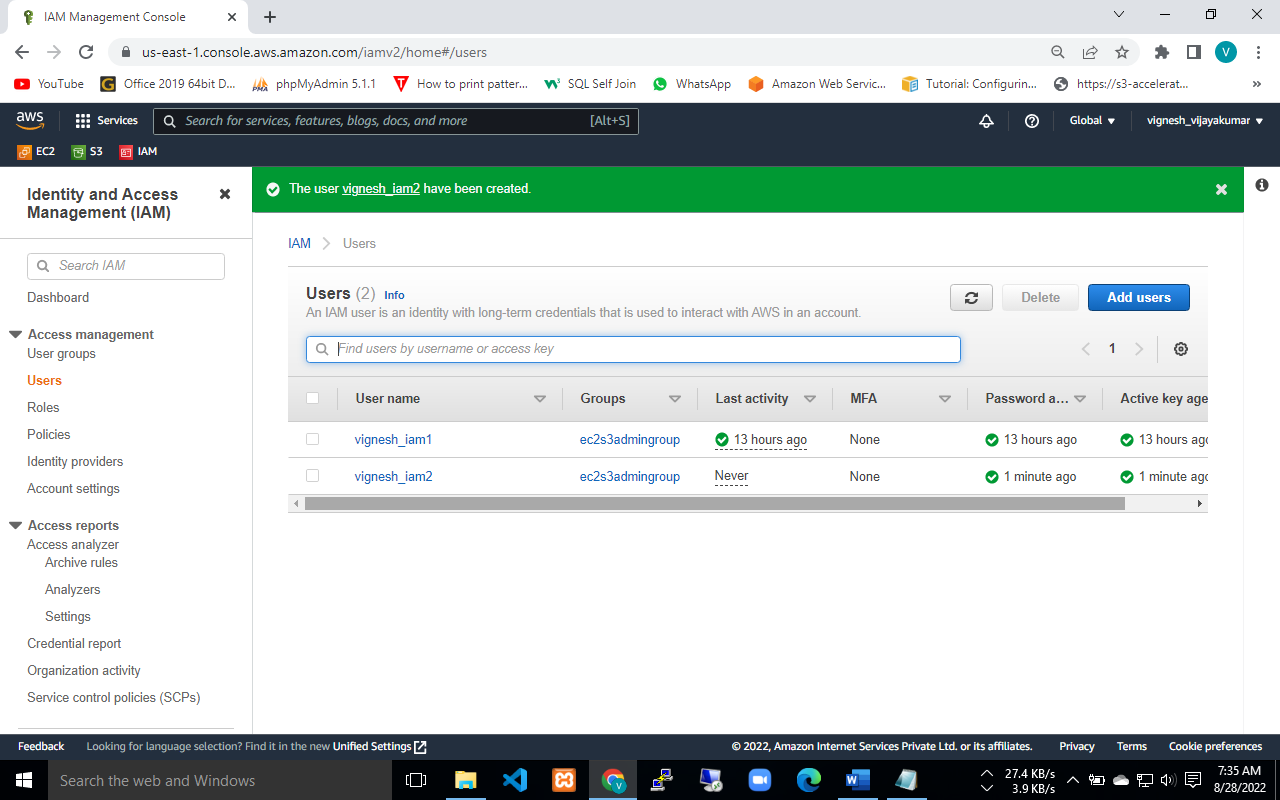 IAM Management Console
us-east-1.console.aws.amazon.com/iamv2/home#/users
V
YouTube
Office 2019 64bit D...
phpMyAdmin 5.1.1
How to print patter...
SQL Self Join
WhatsApp
Amazon Web Servic...
Tutorial: Configurin...
https://s3-accelerat...
»
aws
Services
Search for services, features, blogs, docs, and more [Alt+S]
Global
vignesh_vijayakumar
EC2
S3
IAM
Identity and Access
Management (IAM)
Search IAM
Dashboard
Access management
User groups
Users
Roles
Policies
Identity providers
Account settings
Access reports
Access analyzer
Archive rules
Analyzers
Settings
Credential report
Organization activity
Service control policies (SCPs)
The user vignesh_iam2 have been created.
IAM Users
Users (2) Info
An IAM user is an identity with long-term credentials that is used to interact with AWS in an account.
Delete
Add users
Find users by username or access key
1
User name Groups Last activity MFA Password a... Active key age
vignesh_iam1 ec2s3admingroup 13 hours ago None 13 hours ago 13 hours ago
vignesh_iam2 ec2s3admingroup Never None 1 minute ago 1 minute ago
Feedback
Looking for language selection? Find it in the new Unified Settings
© 2022, Amazon Internet Services Private Ltd. or its affiliates.
Privacy
Terms
Cookie preferences
Search the web and Windows
27.4 KB/s
3.9 KB/s
7:35 AM
8/28/2022